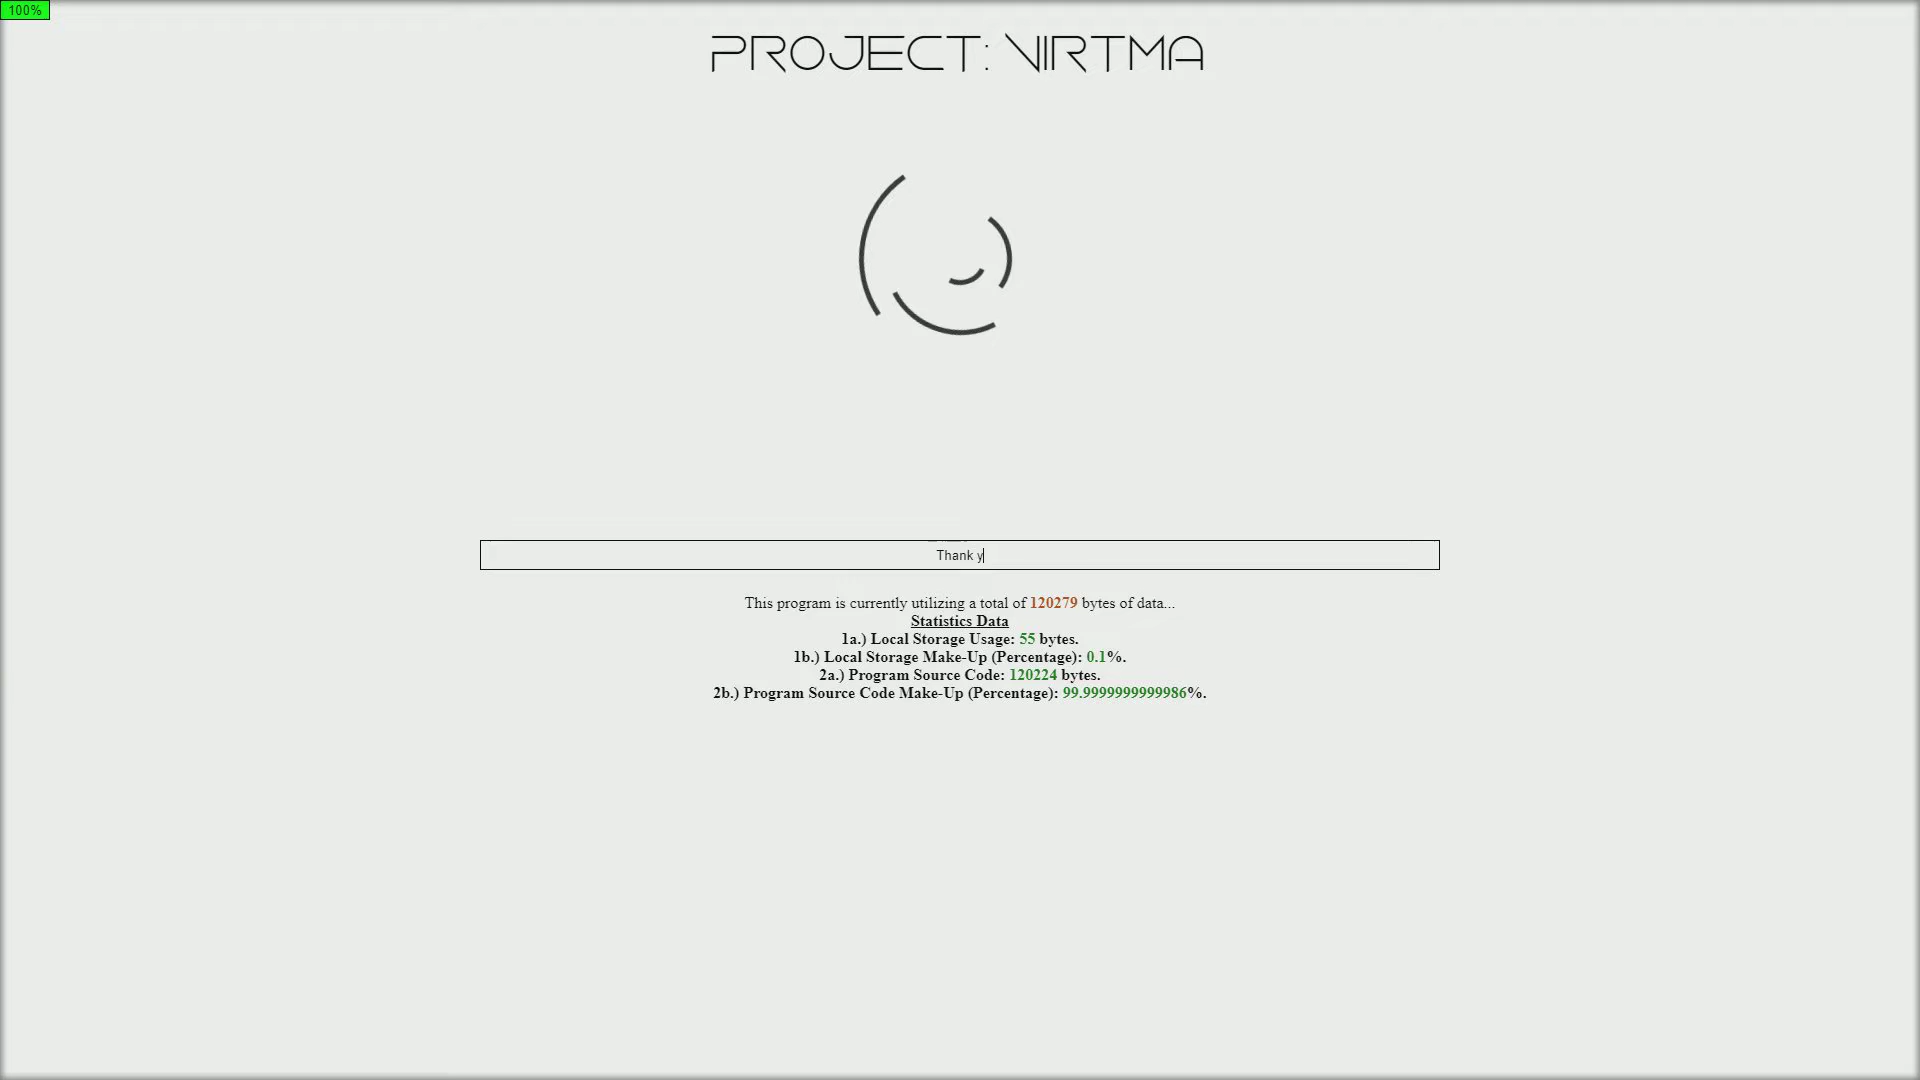 100%
PROJECT: VIRTMA
Thank y
This program is currently utilizing a total of 120279 bytes of data...
Statistics Data
1a.) Local Storage Usage: 55 bytes.
1b.) Local Storage Make-Up (Percentage): 0.1%.
2a.) Program Source Code: 120224 bytes.
2b.) Program Source Code Make-Up (Percentage): 99.9999999999986%.